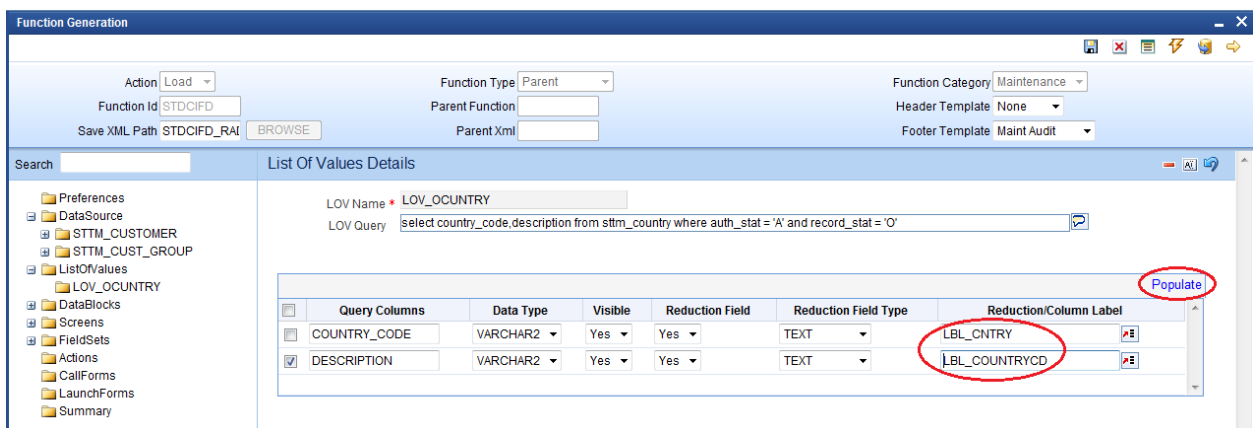 Function Generation
Action Load Function Type Parent Function Category Maintenance
Function Id STDCIFD Parent Function Header Template None
Save XML Path STDCIFD_RAD BROWSE Parent Xml Footer Template Maint Audit
Search List Of Values Details
Preferences
DataSource
STTM_CUSTOMER
STTM_CUST_GROUP
ListOfValues
LOV_OCUNTRY
DataBlocks
Screens
FieldSets
Actions
CallForms
LaunchForms
Summary
LOV Name * LOV_OCUNTRY
LOV Query select country_code,description from sttm_country where auth_stat = 'A' and record_stat = 'O'
Populate
Query Columns Data Type Visible Reduction Field Reduction Field Type Reduction/Column Label
COUNTRY_CODE VARCHAR2 Yes Yes TEXT LBL_CNTRY
DESCRIPTION VARCHAR2 Yes Yes TEXT LBL_COUNTRYCD